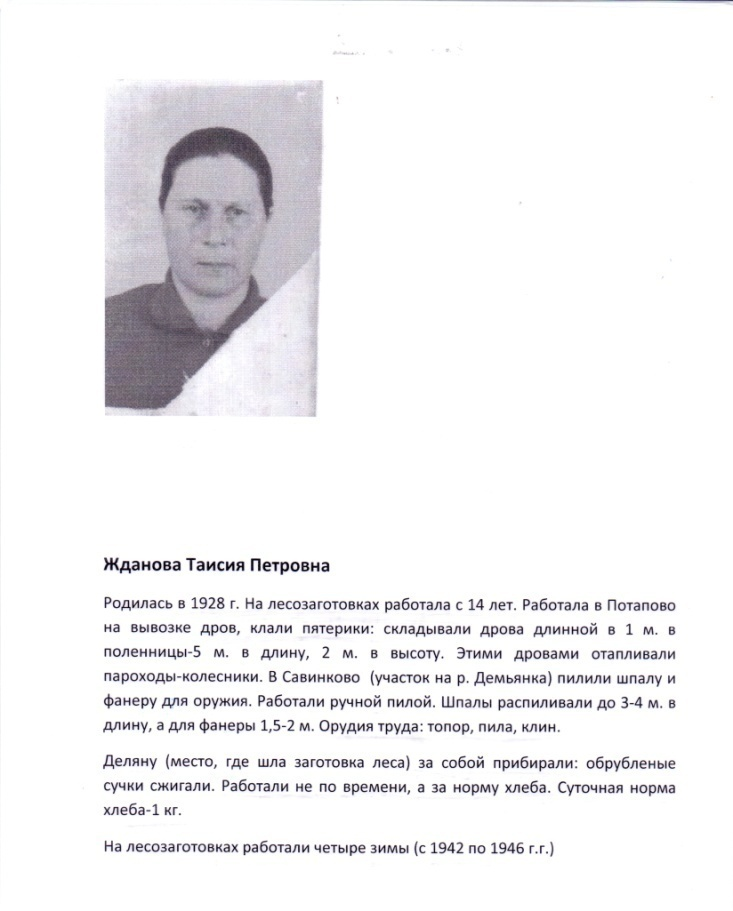 Жданова Таисия Петровна
Родилась в 1928 г. На лесозаготовках работала с 14 лет. Работала в Потапово
на вывозке дров, клали пятерики: складывали дрова длинной в 1 м. в
поленницы-5 м. в длину, 2 м. в высоту. Этими дровами отапливали
пароходы-колесники. В Савинково (участок на р. Демьянка) пилили шпалу и
фанеру для оружия. Работали ручной пилой. Шпалы распиливали до 3-4 м. в
длину, а для фанеры 1,5-2 м. Орудия труда: топор, пила, клин.
Деляну (место, где шла заготовка леса) за собой прибирали: обрубленые
сучки сжигали. Работали не по времени, а за норму хлеба. Суточная норма
хлеба-1 кг.
На лесозаготовках работали четыре зимы (с 1942 по 1946 г.г.)